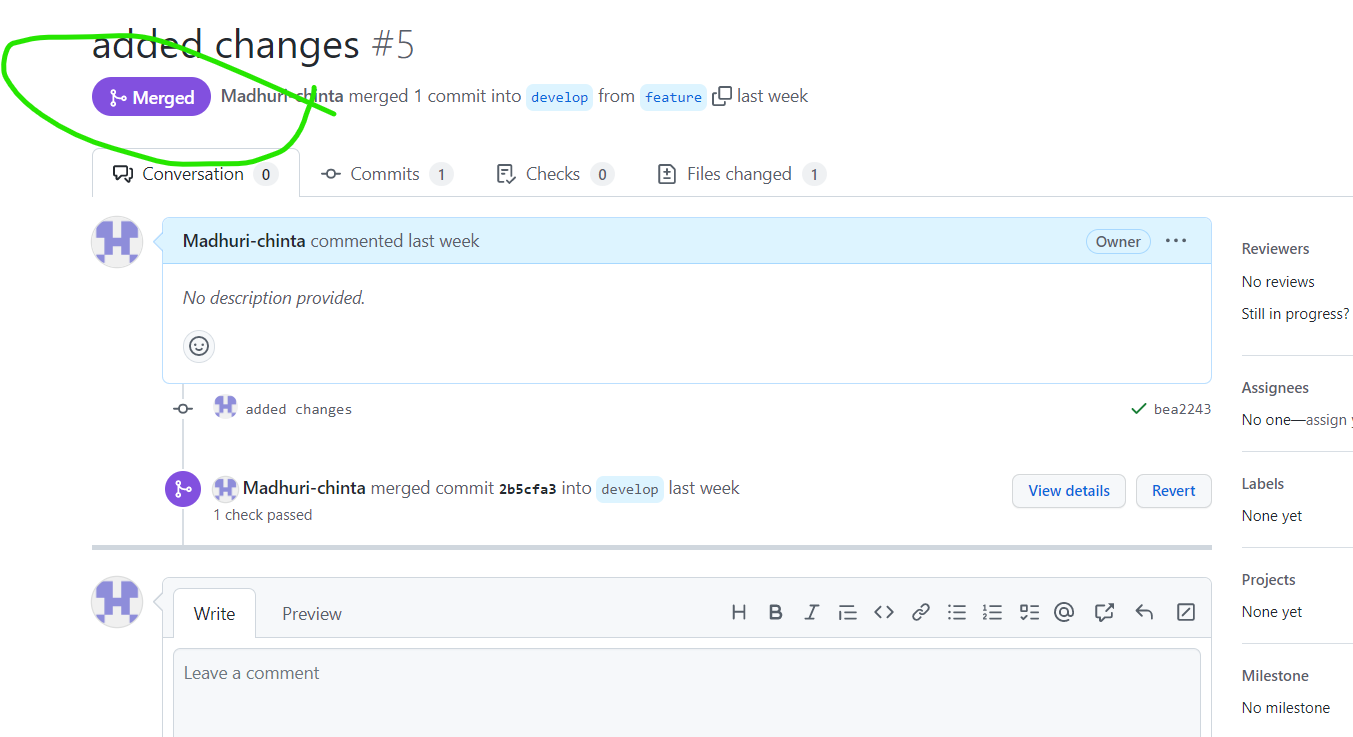 added changes #5
Merged Madhuri-chinta merged 1 commit into develop from feature last week
Conversation 0 Commits 1 Checks 0 Files changed 1
Madhuri-chinta commented last week Owner
No description provided.
added changes bea2243
Madhuri-chinta merged commit 2b5cfa3 into develop last week View details Revert
1 check passed
Write Preview H B I @
Leave a comment
Reviewers
No reviews
Still in progress?
Assignees
No one—assign
Labels
None yet
Projects
None yet
Milestone
No milestone